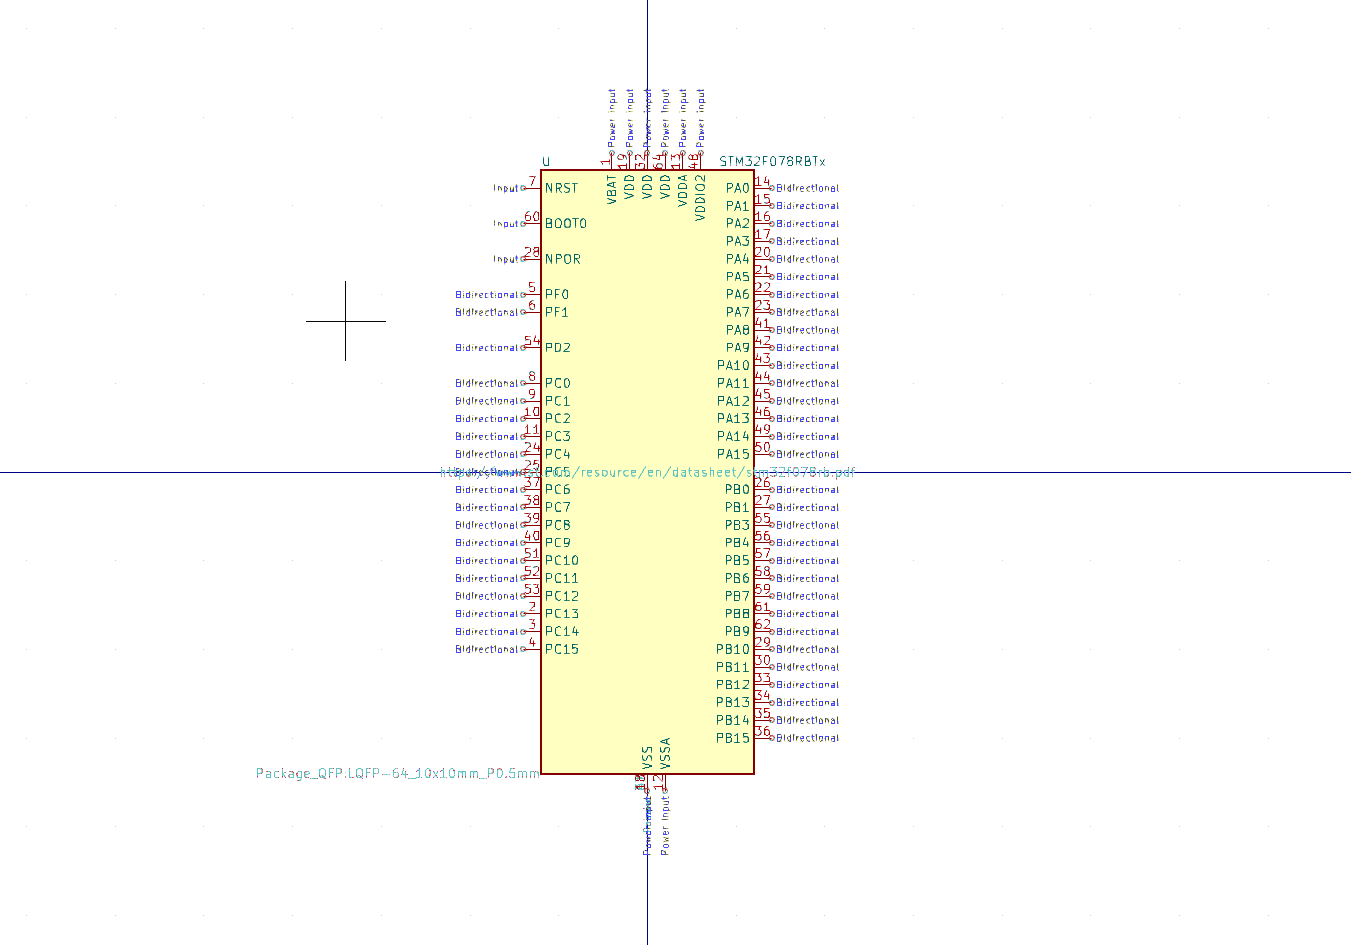 Power Input Power Input Power Input Power Input Power Input Power Input
1 19 32 64 13 48
U STM32F078RBTx
VBAT VDD VDD VDD VDDA VDDIO2
Input 7 NRST PA0 14 Bidirectional
PA1 15 Bidirectional
Input 60 BOOT0 PA2 16 Bidirectional
PA3 17 Bidirectional
Input 28 NPOR PA4 20 Bidirectional
PA5 21 Bidirectional
Bidirectional 5 PF0 PA6 22 Bidirectional
Bidirectional 6 PF1 PA7 23 Bidirectional
PA8 41 Bidirectional
Bidirectional 54 PD2 PA9 42 Bidirectional
PA10 43 Bidirectional
Bidirectional 8 PC0 PA11 44 Bidirectional
Bidirectional 9 PC1 PA12 45 Bidirectional
Bidirectional 10 PC2 PA13 46 Bidirectional
Bidirectional 11 PC3 PA14 49 Bidirectional
Bidirectional 24 PC4 PA15 50 Bidirectional
25 PC5 /resource/en/datasheet/stm32f078rb.pdf
Bidirectional 37 PC6 PB0 26 Bidirectional
Bidirectional 38 PC7 PB1 27 Bidirectional
Bidirectional 39 PC8 PB3 55 Bidirectional
Bidirectional 40 PC9 PB4 56 Bidirectional
Bidirectional 51 PC10 PB5 57 Bidirectional
Bidirectional 52 PC11 PB6 58 Bidirectional
Bidirectional 53 PC12 PB7 59 Bidirectional
Bidirectional 2 PC13 PB8 61 Bidirectional
Bidirectional 3 PC14 PB9 62 Bidirectional
Bidirectional 4 PC15 PB10 29 Bidirectional
PB11 30 Bidirectional
PB12 33 Bidirectional
PB13 34 Bidirectional
PB14 35 Bidirectional
PB15 36 Bidirectional
VSS VSSA
Package_QFP:LQFP-64_10x10mm_P0.5mm
12
Power Input